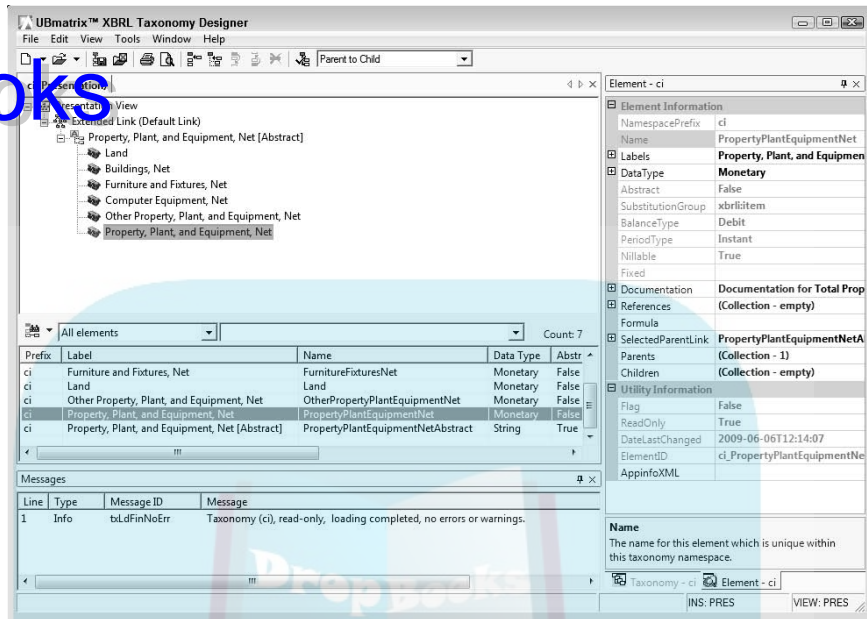 UBmatrix™ XBRL Taxonomy Designer
File Edit View Tools Window Help
Parent to Child
ooks
ci Presentation
Presentation View
Extended Link (Default Link)
Property, Plant, and Equipment, Net [Abstract]
Land
Buildings, Net
Furniture and Fixtures, Net
Computer Equipment, Net
Other Property, Plant, and Equipment, Net
Property, Plant, and Equipment, Net
All elements Count: 7
Prefix Label Name Data Type Abstr
ci Furniture and Fixtures, Net FurnitureFixturesNet Monetary False
ci Land Land Monetary False
ci Other Property, Plant, and Equipment, Net OtherPropertyPlantEquipmentNet Monetary False
ci Property, Plant, and Equipment, Net PropertyPlantEquipmentNet Monetary False
ci Property, Plant, and Equipment, Net [Abstract] PropertyPlantEquipmentNetAbstract String True
Messages
Line Type Message ID Message
1 Info txLdFinNoErr Taxonomy (ci), read-only, loading completed, no errors or warnings.
DropBooks
Element - ci
Element Information
NamespacePrefix ci
Name PropertyPlantEquipmentNet
Labels Property, Plant, and Equipmen
DataType Monetary
Abstract False
SubstitutionGroup xbrli:item
BalanceType Debit
PeriodType Instant
Nillable True
Fixed
Documentation Documentation for Total Prop
References (Collection - empty)
Formula
SelectedParentLink PropertyPlantEquipmentNetA
Parents (Collection - 1)
Children (Collection - empty)
Utility Information
Flag False
ReadOnly True
DateLastChanged 2009-06-06T12:14:07
ElementID ci_PropertyPlantEquipmentNe
AppinfoXML
Name
The name for this element which is unique within
this taxonomy namespace.
Taxonomy - ci Element - ci
INS: PRES VIEW: PRES